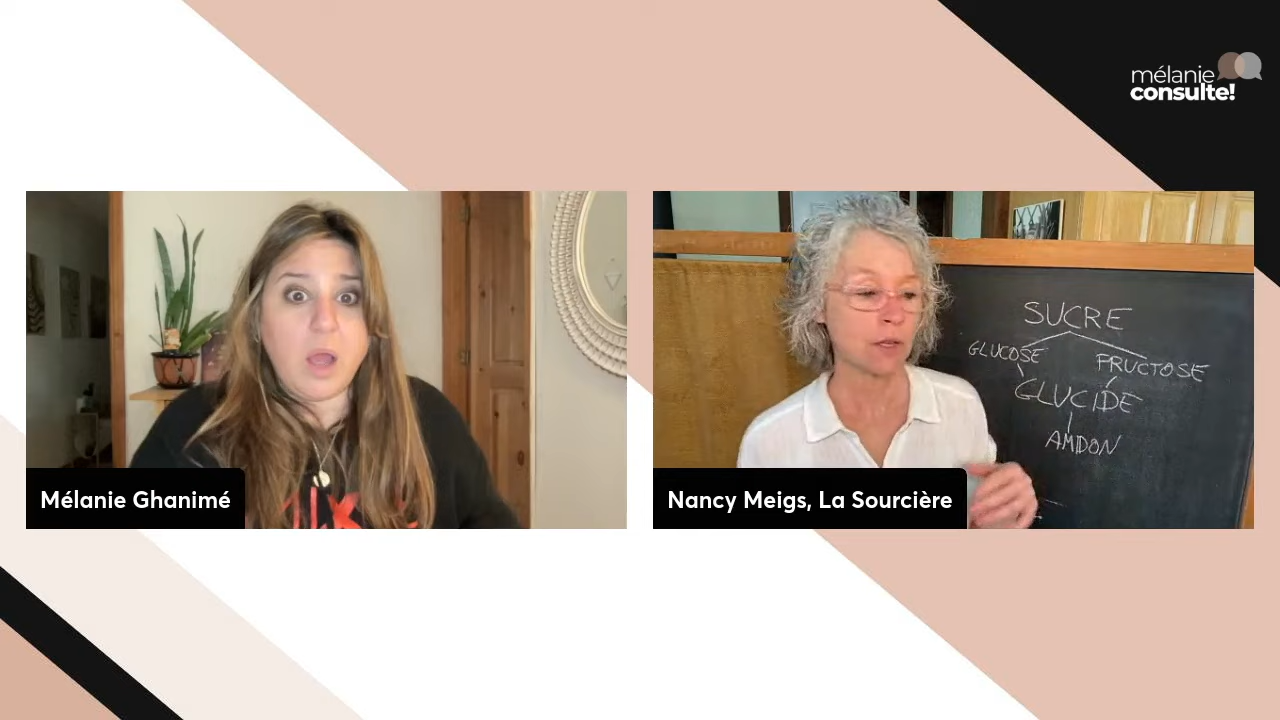 mélanie
consulte!
SUCRE
GLUCOSE FRUCTOSE
GLUCIDE
AMIDON
Mélanie Ghanimé
Nancy Meigs, La Sourcière